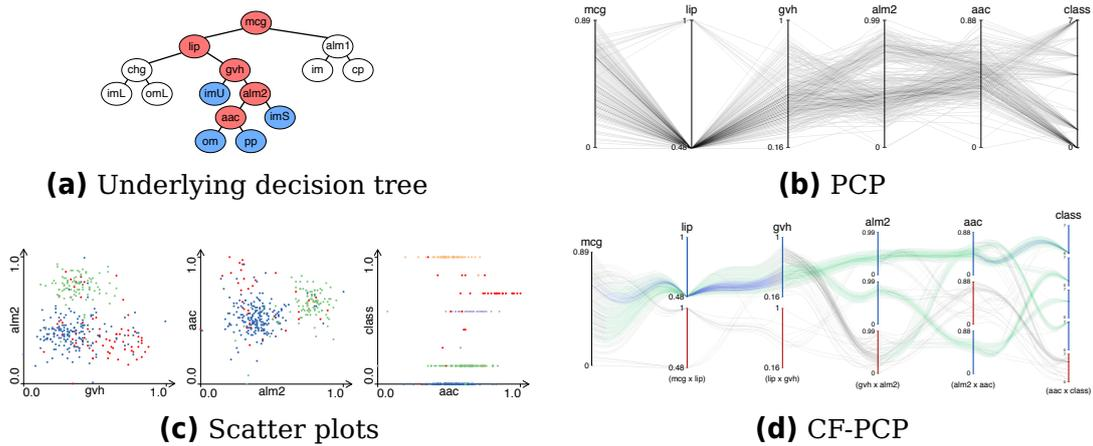 mcg
lip
alm1
chg
gvh
im
cp
imL
omL
imU
alm2
aac
imS
om
pp
(a) Underlying decision tree
mcg lip gvh alm2 aac class
0.89 1 1 0.99 0.88 7
0 0.48 0.16 0 0 0
(b) PCP
alm2
1.0
0.0
0.0 gvh 1.0
aac
1.0
0.0
0.0 alm2 1.0
class
1.0
0.0
0.0 aac 1.0
(c) Scatter plots
mcg
0.89
0
lip
1
0.48
1
0.48
(mcg x lip)
gvh
1
0.16
1
0.16
(lip x gvh)
alm2
0.99
0
0.99
0
0.99
0
(gvh x alm2)
aac
0.88
0
0.88
0
0.88
0
(alm2 x aac)
class
(aac x class)
(d) CF-PCP